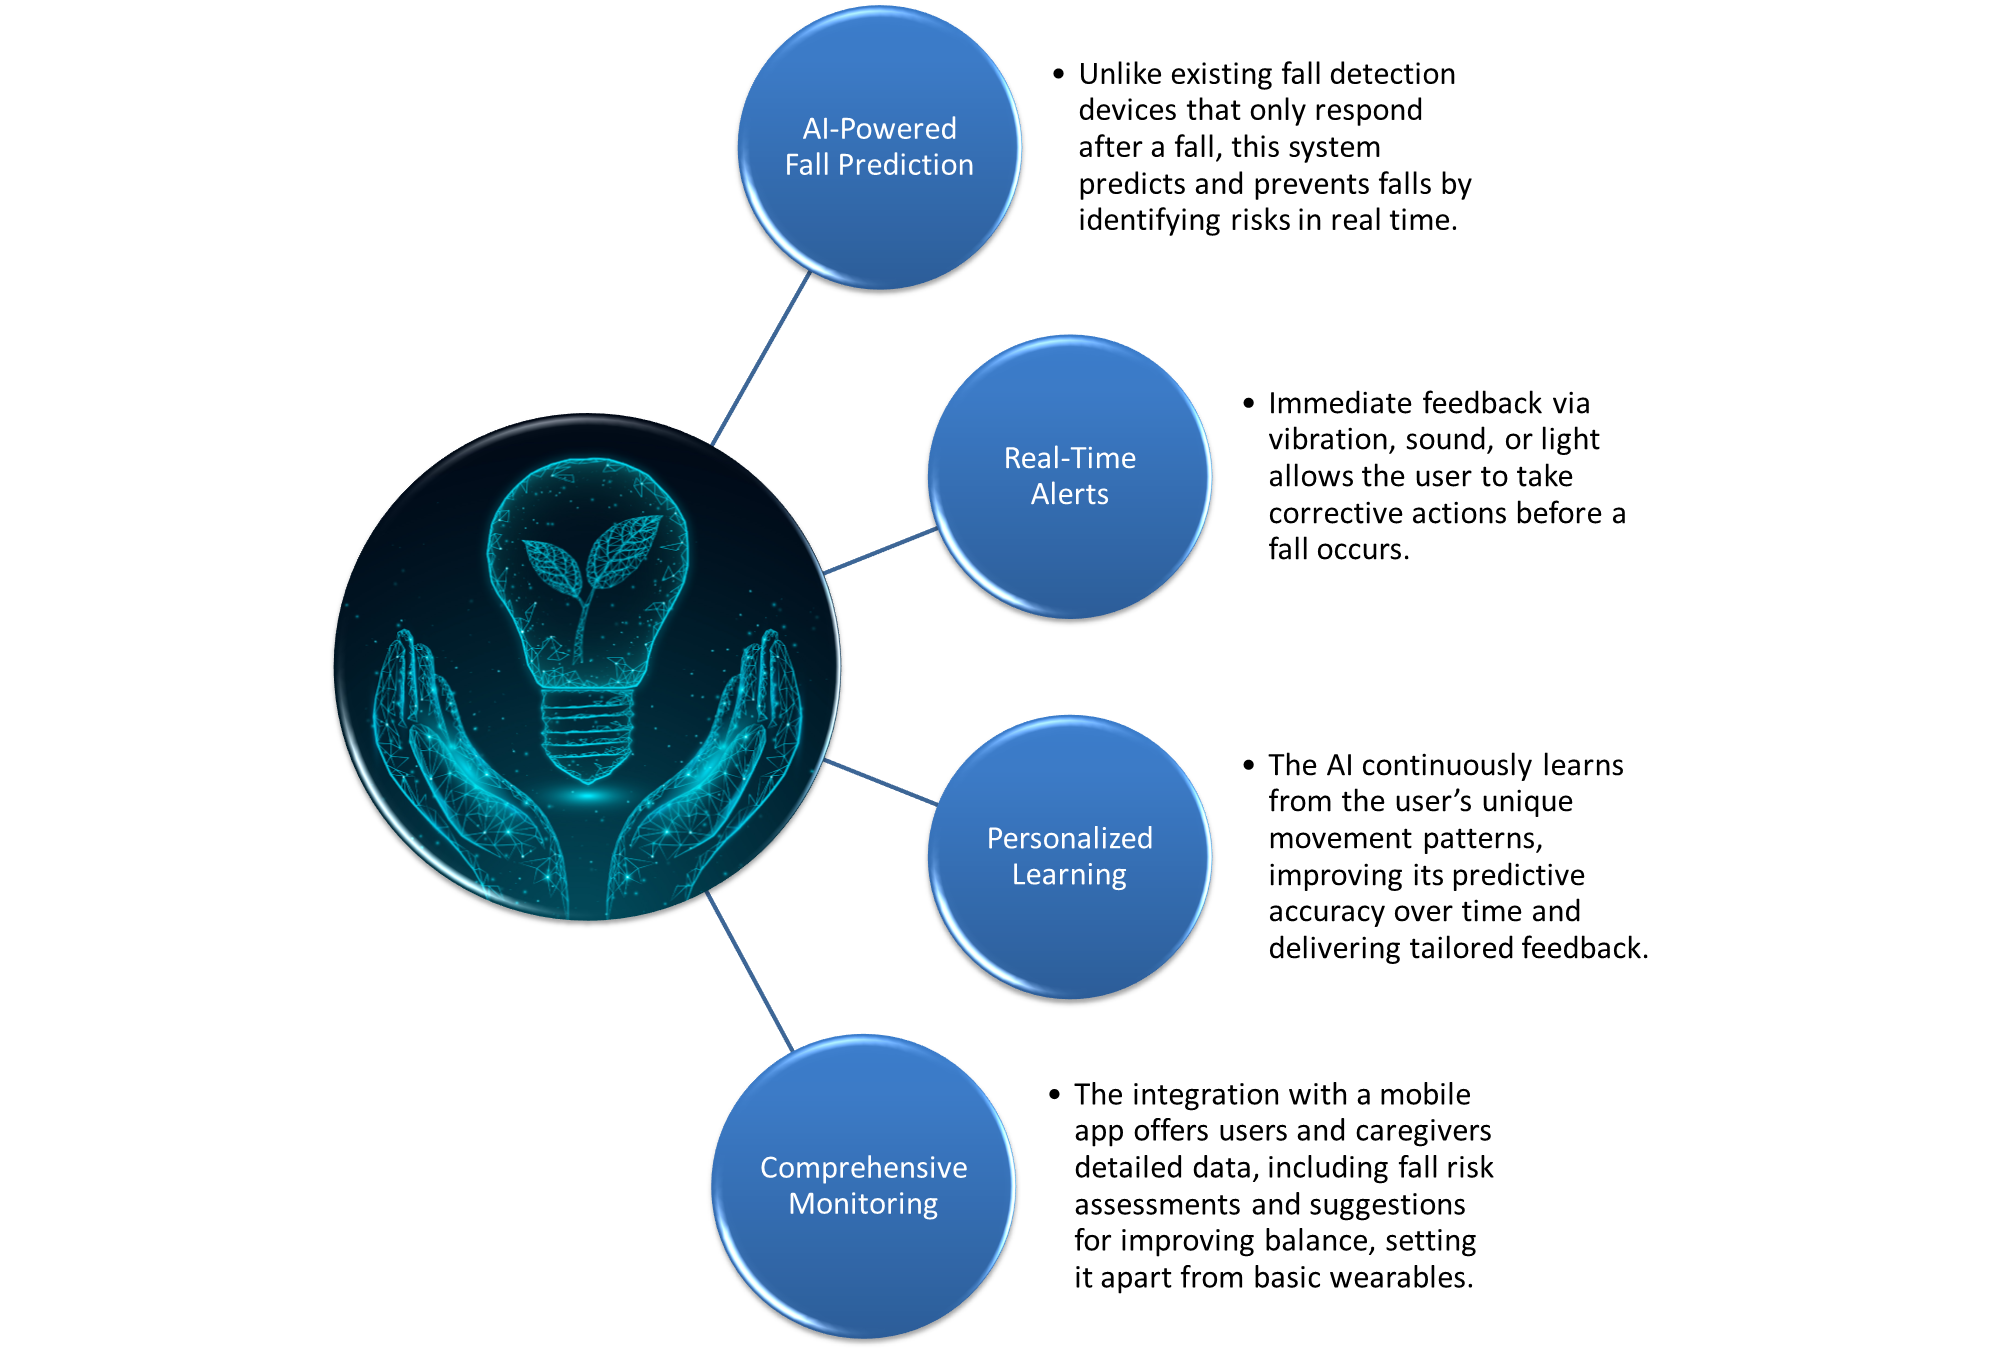 AI-Powered
Fall Prediction
• Unlike existing fall detection
devices that only respond
after a fall, this system
predicts and prevents falls by
identifying risks in real time.
Real-Time
Alerts
• Immediate feedback via
vibration, sound, or light
allows the user to take
corrective actions before a
fall occurs.
Personalized
Learning
• The AI continuously learns
from the user’s unique
movement patterns,
improving its predictive
accuracy over time and
delivering tailored feedback.
Comprehensive
Monitoring
• The integration with a mobile
app offers users and caregivers
detailed data, including fall risk
assessments and suggestions
for improving balance, setting
it apart from basic wearables.